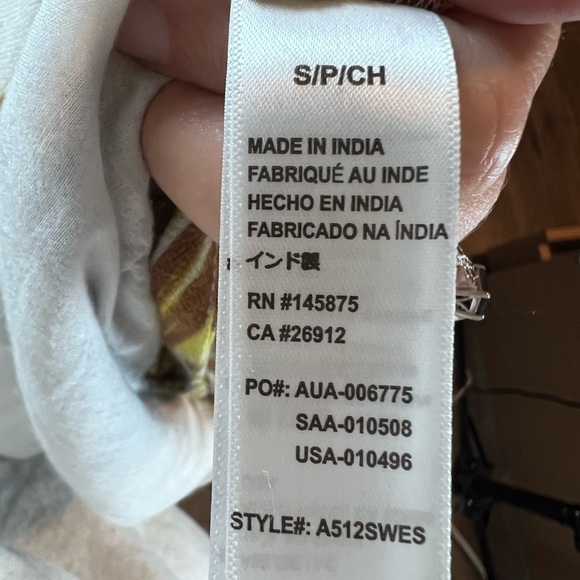 S/P/CH
MADE IN INDIA
FABRIQUÉ AU INDE
HECHO EN INDIA
FABRICADO NA ÍNDIA
インド製
RN #145875
CA #26912
PO#: AUA-006775
SAA-010508
USA-010496
STYLE#: A512SWES